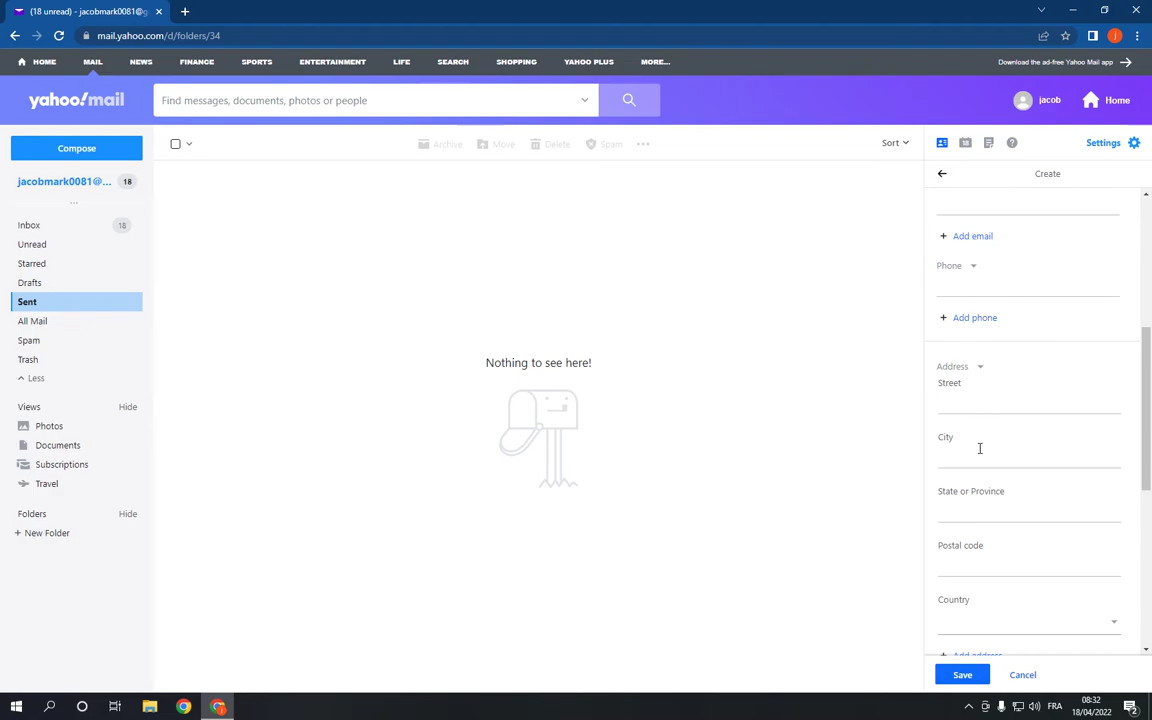 (18 unread) - jacobmark0081@g
mail.yahoo.com/d/folders/34
HOME MAIL NEWS FINANCE SPORTS ENTERTAINMENT LIFE SEARCH SHOPPING YAHOO PLUS MORE... Download the ad-free Yahoo Mail app
yahoo!mail Find messages, documents, photos or people jacob Home
Compose Archive Move Delete Spam Sort Settings
Create
jacobmark0081@... 18
Inbox 18
Unread
Starred
Drafts
Sent
All Mail
Spam
Trash
Less
Views Hide
Photos
Documents
Subscriptions
Travel
Folders Hide
+ New Folder
Nothing to see here!
+ Add email
Phone
+ Add phone
Address
Street
City
State or Province
Postal code
Country
+ Add address
Save Cancel
FRA
08:32
18/04/2022
2